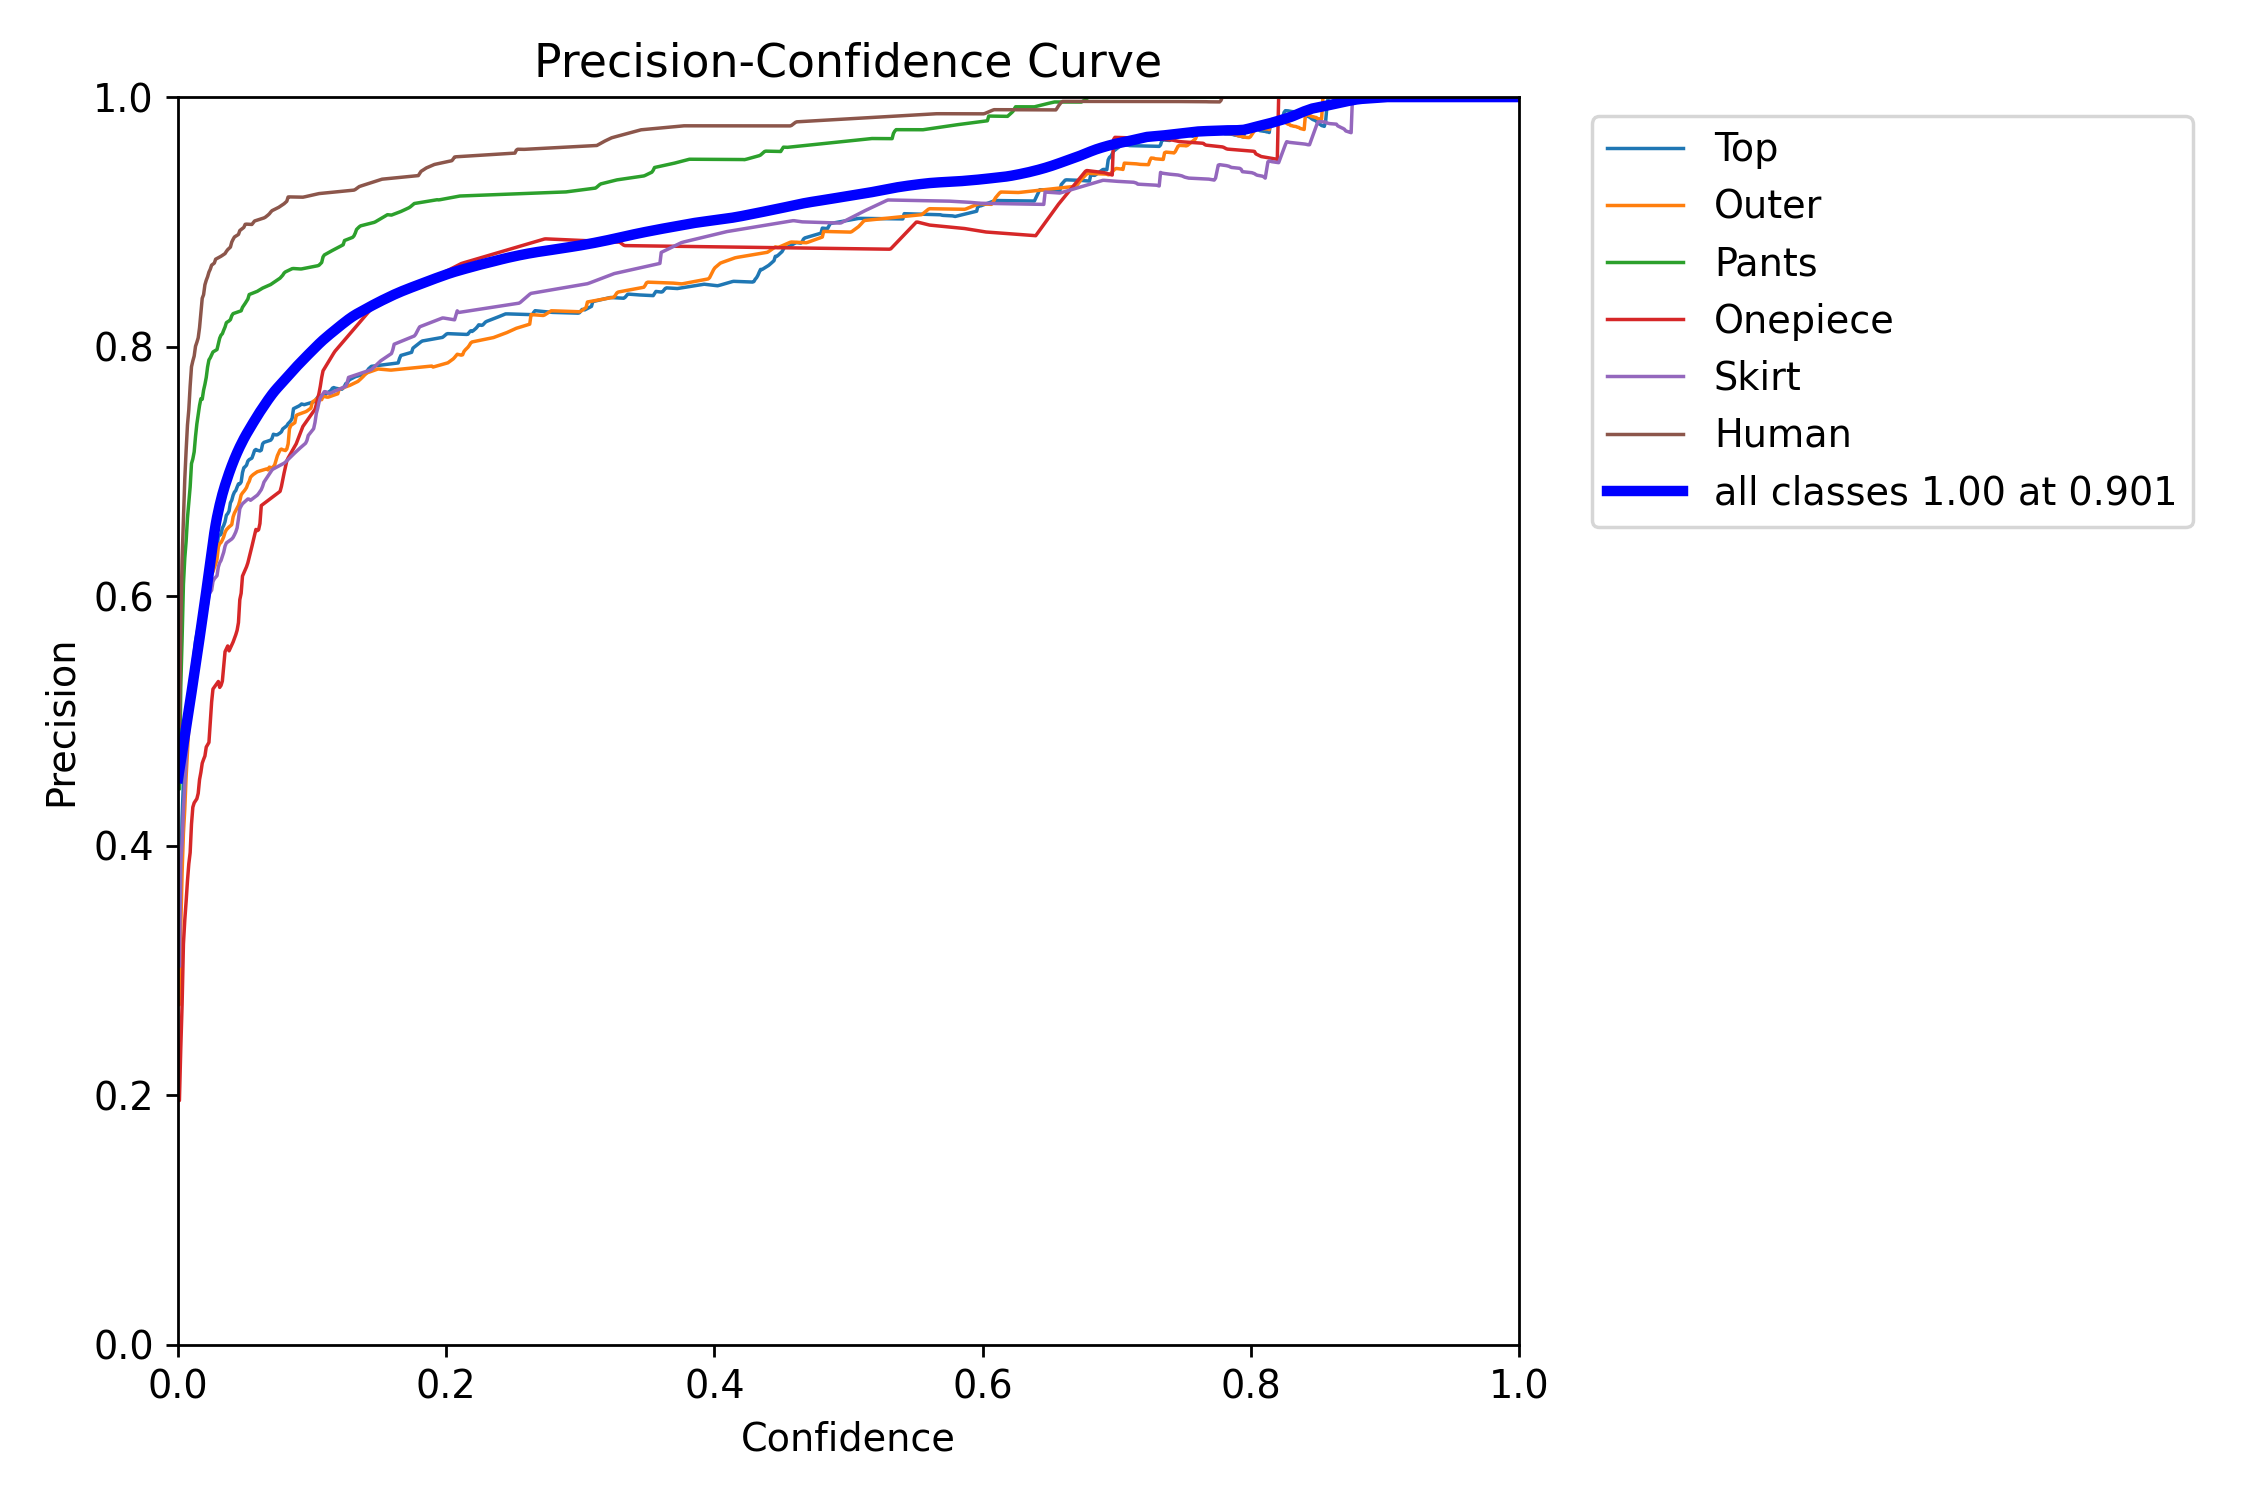 Precision-Confidence Curve
1.0
0.8
0.6
0.4
0.2
0.0
Precision
0.0 0.2 0.4 0.6 0.8 1.0
Confidence
Top
Outer
Pants
Onepiece
Skirt
Human
all classes 1.00 at 0.901